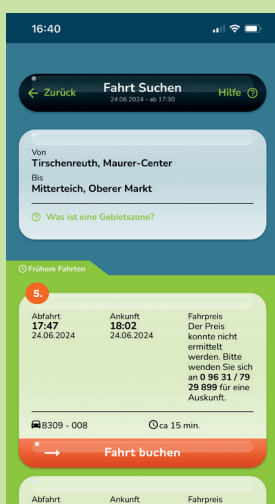 16:40
← Zurück
Fahrt Suchen
24.06.2024 - ab 17:30
Hilfe ?
Von
Tirschenreuth, Maurer-Center
Bis
Mitterteich, Oberer Markt
? Was ist eine Gebietszone?
Frühere Fahrten
5.
Abfahrt
17:47
24.06.2024
Ankunft
18:02
24.06.2024
Fahrpreis
Der Preis
konnte nicht
ermittelt
werden. Bitte
wenden Sie sich
an 0 96 31 / 79
29 899 für eine
Auskunft.
8309 - 008
ca 15 min.
→ Fahrt buchen
Abfahrt
Ankunft
Fahrpreis